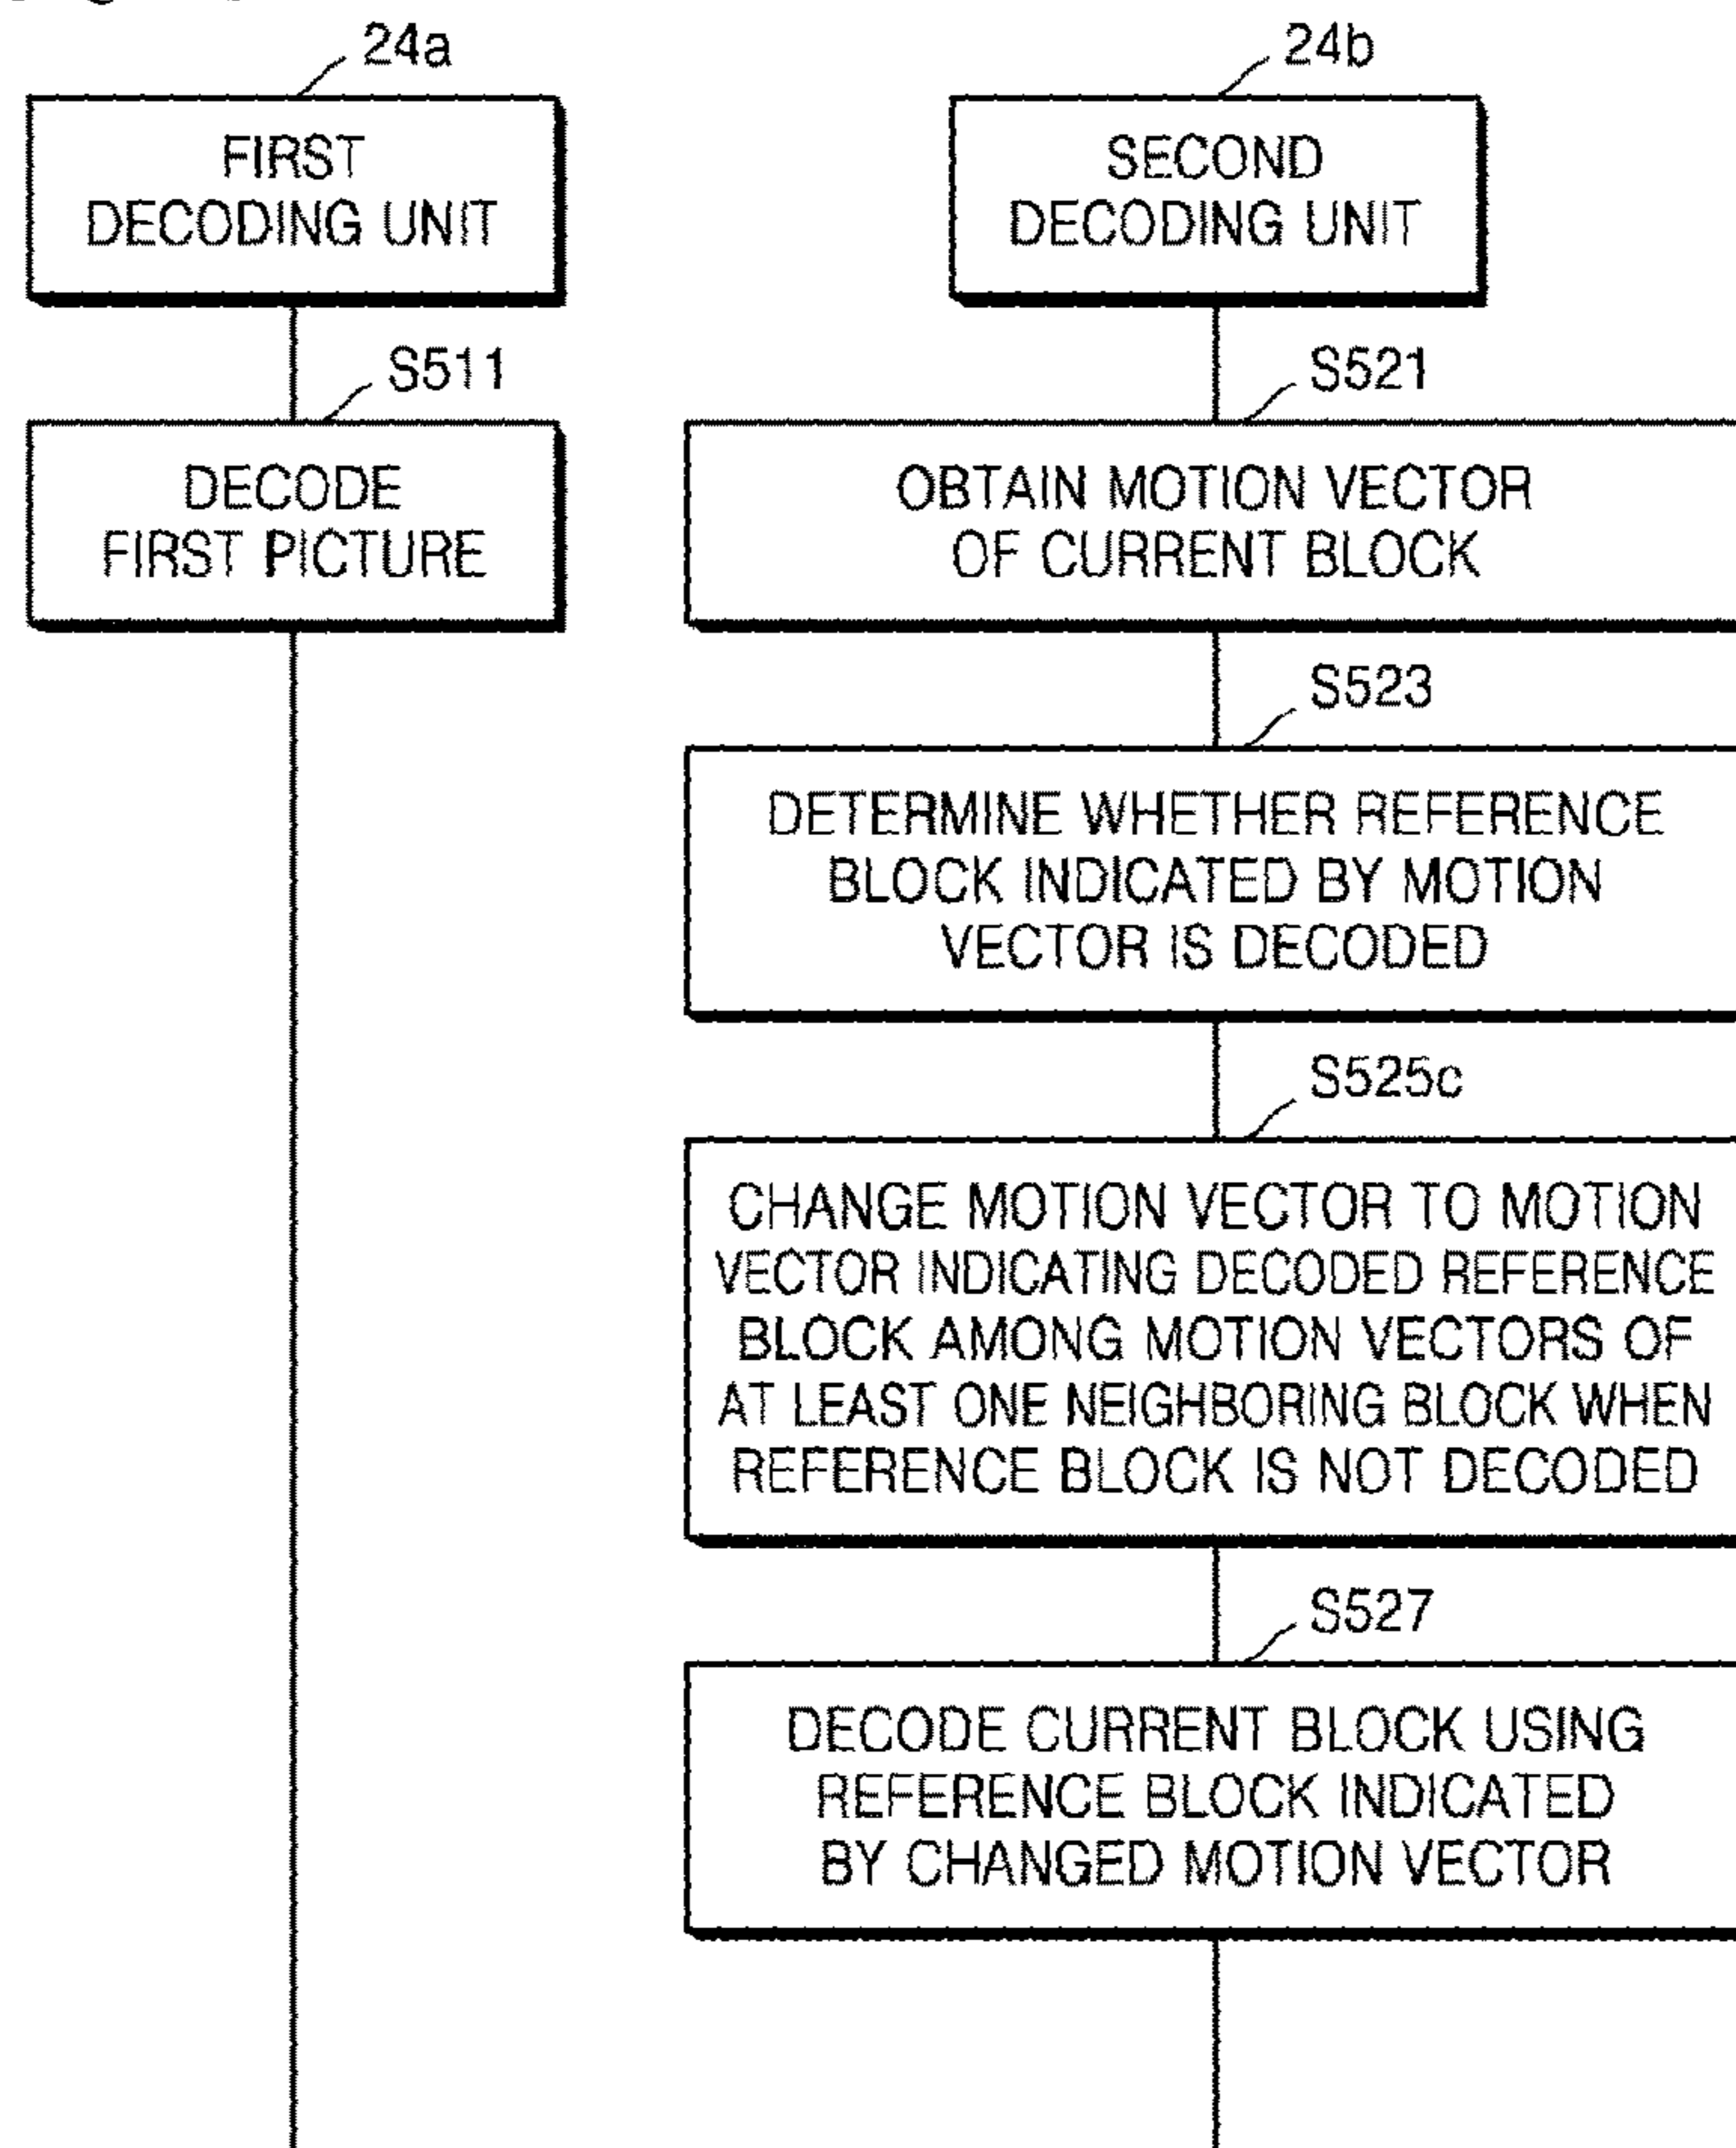 24a
FIRST
DECODING UNIT
24b
SECOND
DECODING UNIT
S511
DECODE
FIRST PICTURE
S521
OBTAIN MOTION VECTOR
OF CURRENT BLOCK
S523
DETERMINE WHETHER REFERENCE
BLOCK INDICATED BY MOTION
VECTOR IS DECODED
S525c
CHANGE MOTION VECTOR TO MOTION
VECTOR INDICATING DECODED REFERENCE
BLOCK AMONG MOTION VECTORS OF
AT LEAST ONE NEIGHBORING BLOCK WHEN
REFERENCE BLOCK IS NOT DECODED
S527
DECODE CURRENT BLOCK USING
REFERENCE BLOCK INDICATED
BY CHANGED MOTION VECTOR